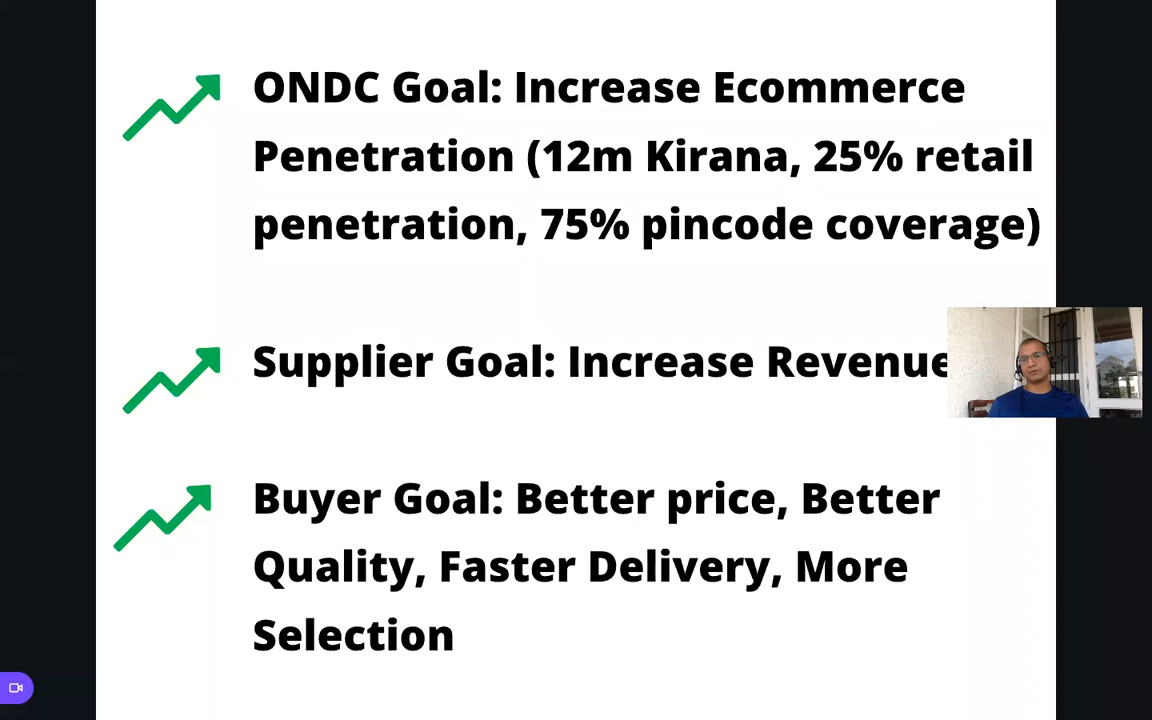 ONDC Goal: Increase Ecommerce
Penetration (12m Kirana, 25% retail
penetration, 75% pincode coverage)
Supplier Goal: Increase Revenue
Buyer Goal: Better price, Better
Quality, Faster Delivery, More
Selection